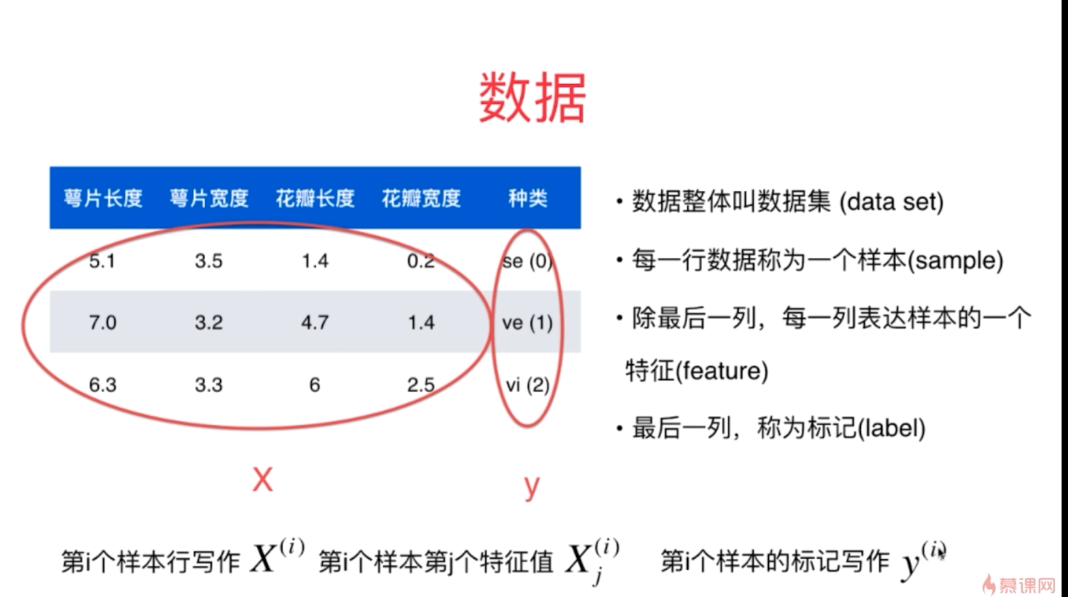 数据
萼片长度 萼片宽度 花瓣长度 花瓣宽度 种类
5.1 3.5 1.4 0.2 se (0)
7.0 3.2 4.7 1.4 ve (1)
6.3 3.3 6 2.5 vi (2)
X y
• 数据整体叫数据集 (data set)
• 每一行数据称为一个样本(sample)
• 除最后一列，每一列表达样本的一个
特征(feature)
• 最后一列，称为标记(label)
第i个样本行写作 X^(i) 第i个样本第j个特征值 X_j^(i) 第i个样本的标记写作 y^(i)
慕课网